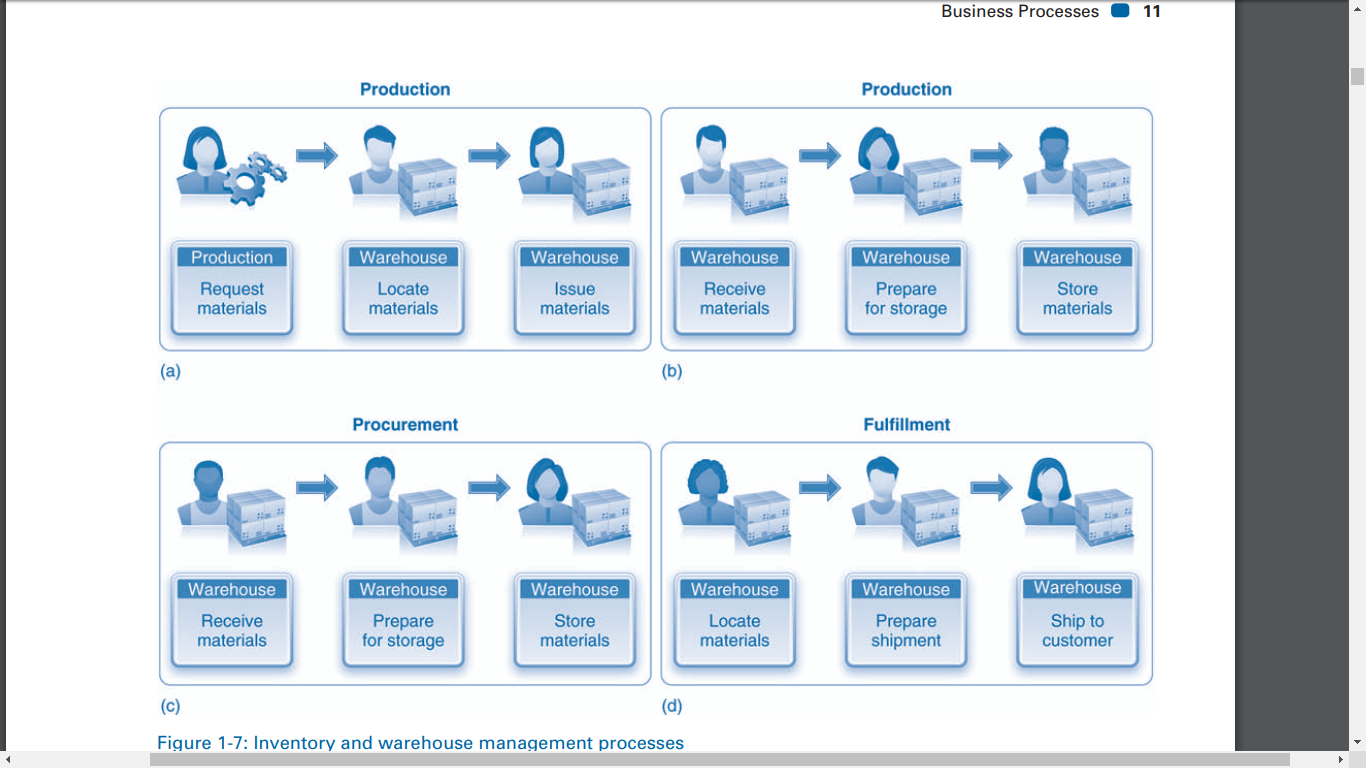 Business Processes 11
Production
Production
Request
materials
Warehouse
Locate
materials
Warehouse
Issue
materials
(a)
Production
Warehouse
Receive
materials
Warehouse
Prepare
for storage
Warehouse
Store
materials
(b)
Procurement
Warehouse
Receive
materials
Warehouse
Prepare
for storage
Warehouse
Store
materials
(c)
Fulfillment
Warehouse
Locate
materials
Warehouse
Prepare
shipment
Warehouse
Ship to
customer
(d)
Figure 1-7: Inventory and warehouse management processes